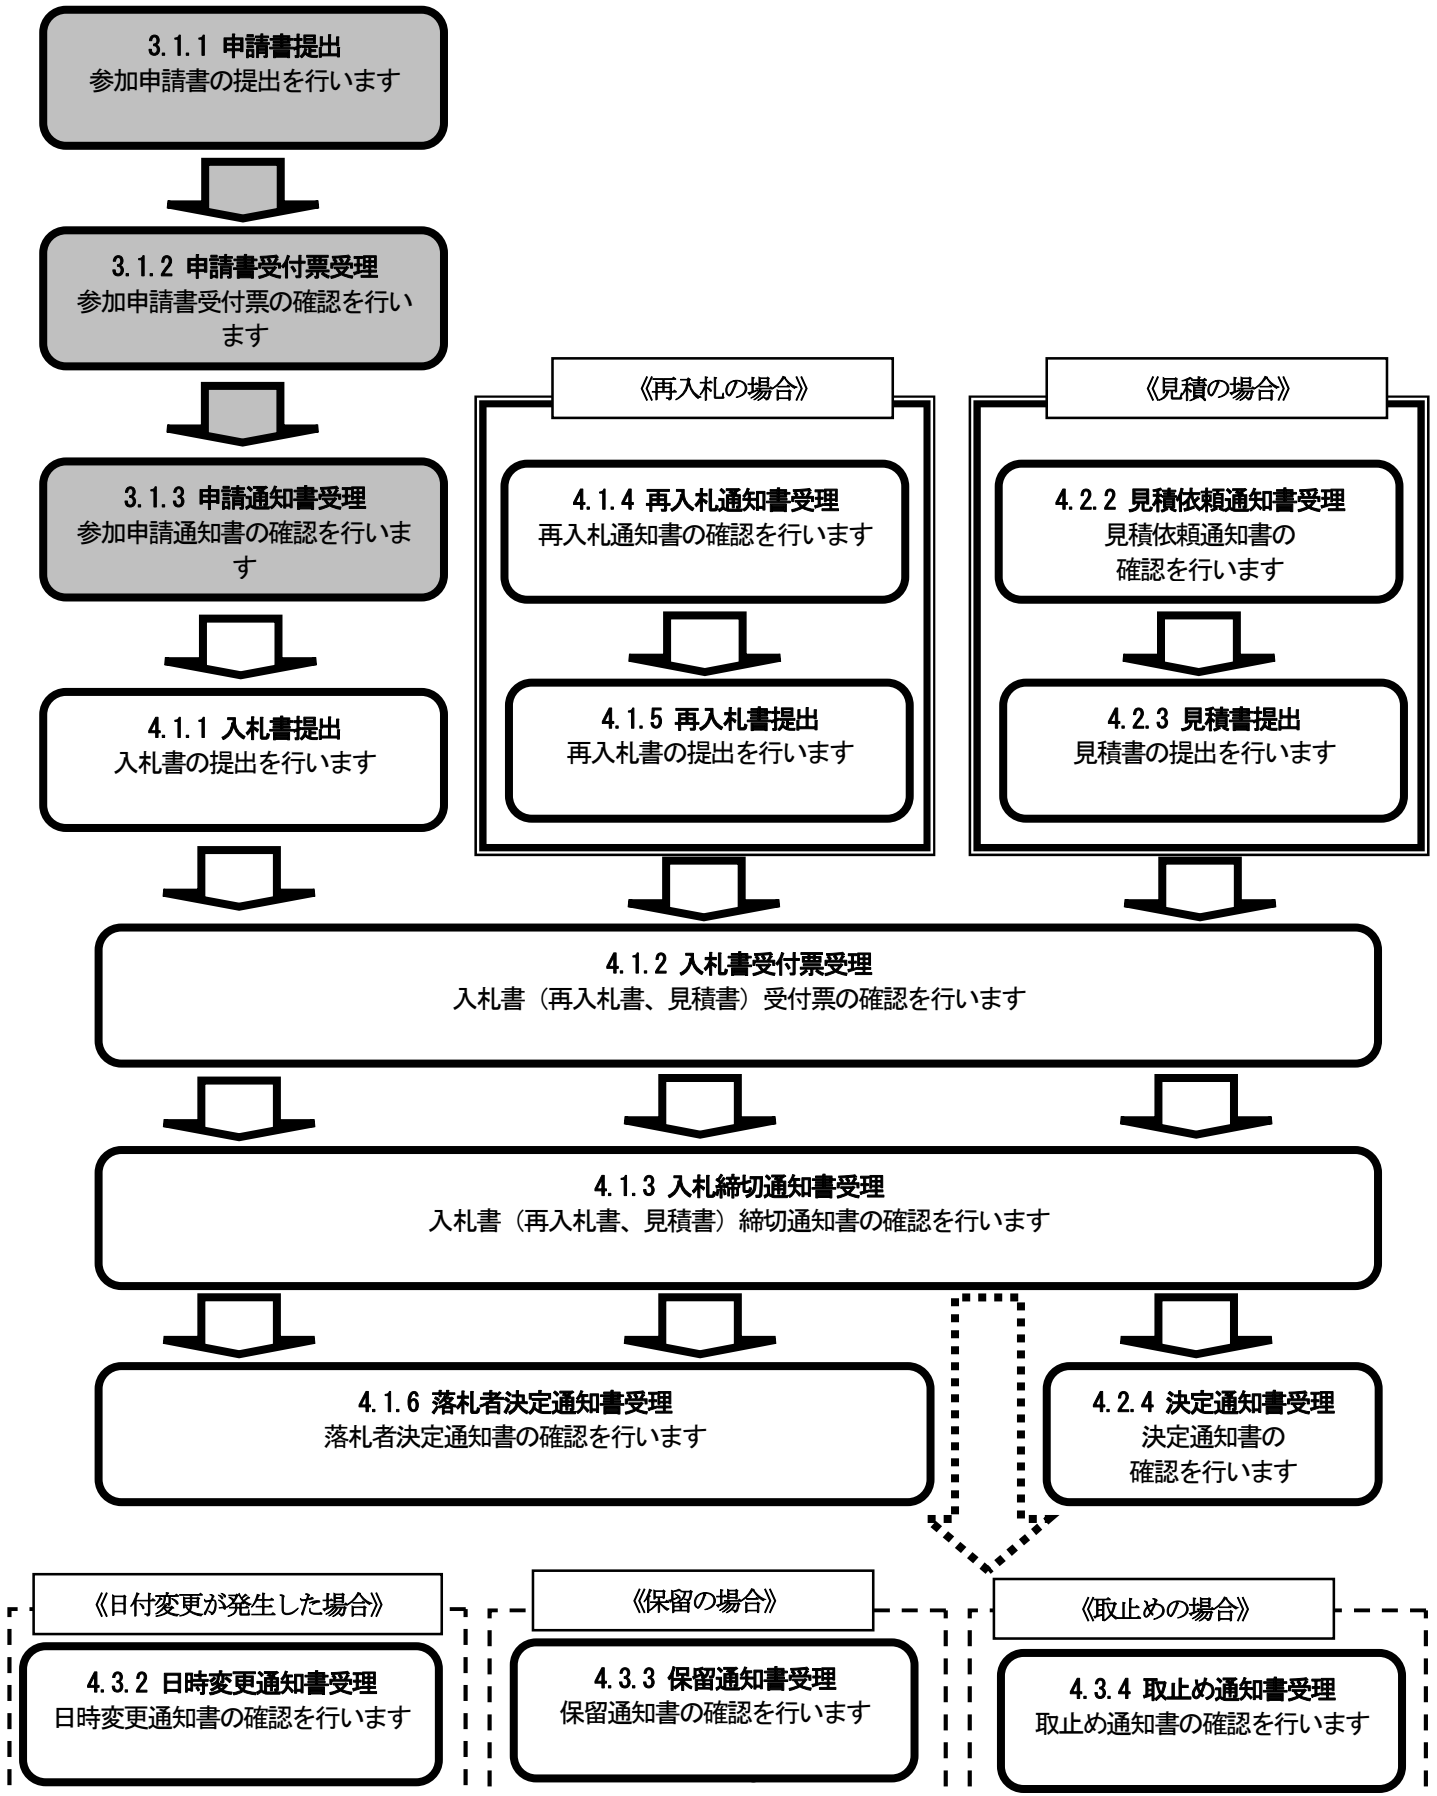 3.1.1 申請書提出
参加申請書の提出を行います
3.1.2 申請書受付票受理
参加申請書受付票の確認を行い
ます
3.1.3 申請通知書受理
参加申請通知書の確認を行いま
す
4.1.1 入札書提出
入札書の提出を行います
《再入札の場合》
4.1.4 再入札通知書受理
再入札通知書の確認を行います
4.1.5 再入札書提出
再入札書の提出を行います
《見積の場合》
4.2.2 見積依頼通知書受理
見積依頼通知書の
確認を行います
4.2.3 見積書提出
見積書の提出を行います
4.1.2 入札書受付票受理
入札書（再入札書、見積書）受付票の確認を行います
4.1.3 入札締切通知書受理
入札書（再入札書、見積書）締切通知書の確認を行います
4.1.6 落札者決定通知書受理
落札者決定通知書の確認を行います
4.2.4 決定通知書受理
決定通知書の
確認を行います
《日付変更が発生した場合》
4.3.2 日時変更通知書受理
日時変更通知書の確認を行います
《保留の場合》
4.3.3 保留通知書受理
保留通知書の確認を行います
《取止めの場合》
4.3.4 取止め通知書受理
取止め通知書の確認を行います